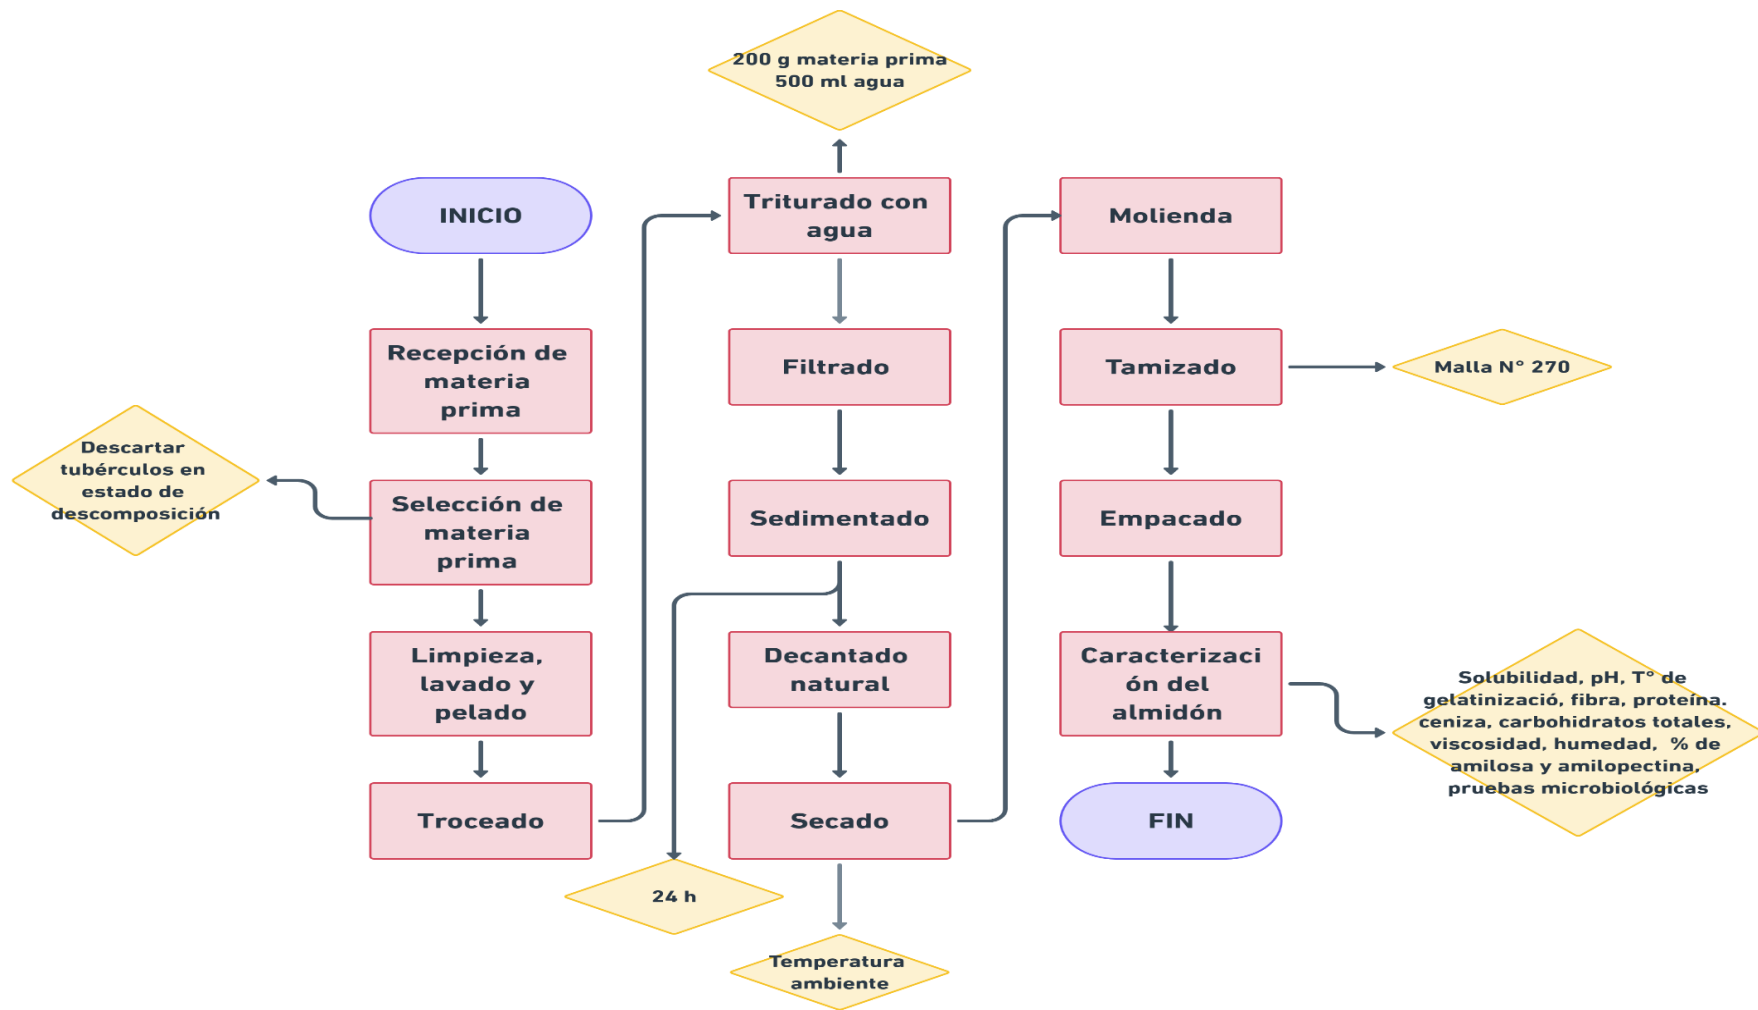 INICIO
Recepción de
materia
prima
Selección de
materia
prima
Descartar
tubérculos en
estado de
descomposición
Limpieza,
lavado y
pelado
Troceado
200 g materia prima
500 ml agua
Triturado con
agua
Filtrado
Sedimentado
24 h
Decantado
natural
Secado
Temperatura
ambiente
Molienda
Tamizado
Malla N° 270
Empacado
Caracterizaci
ón del
almidón
Solubilidad, pH, T° de
gelatinizació, fibra, proteína.
ceniza, carbohidratos totales,
viscosidad, humedad, % de
amilosa y amilopectina,
pruebas microbiológicas
FIN